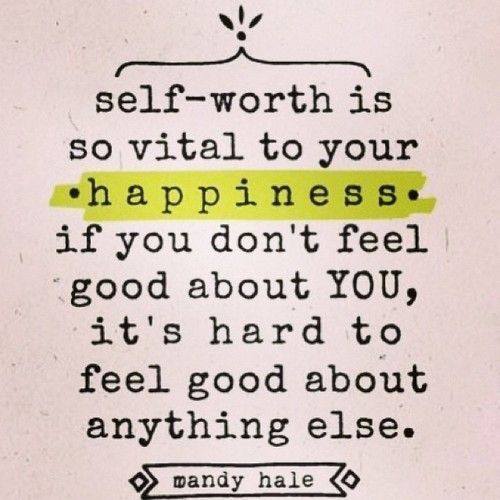 self-worth is
so vital to your
•happiness•
if you don't feel
good about YOU,
it's hard to
feel good about
anything else.
mandy hale